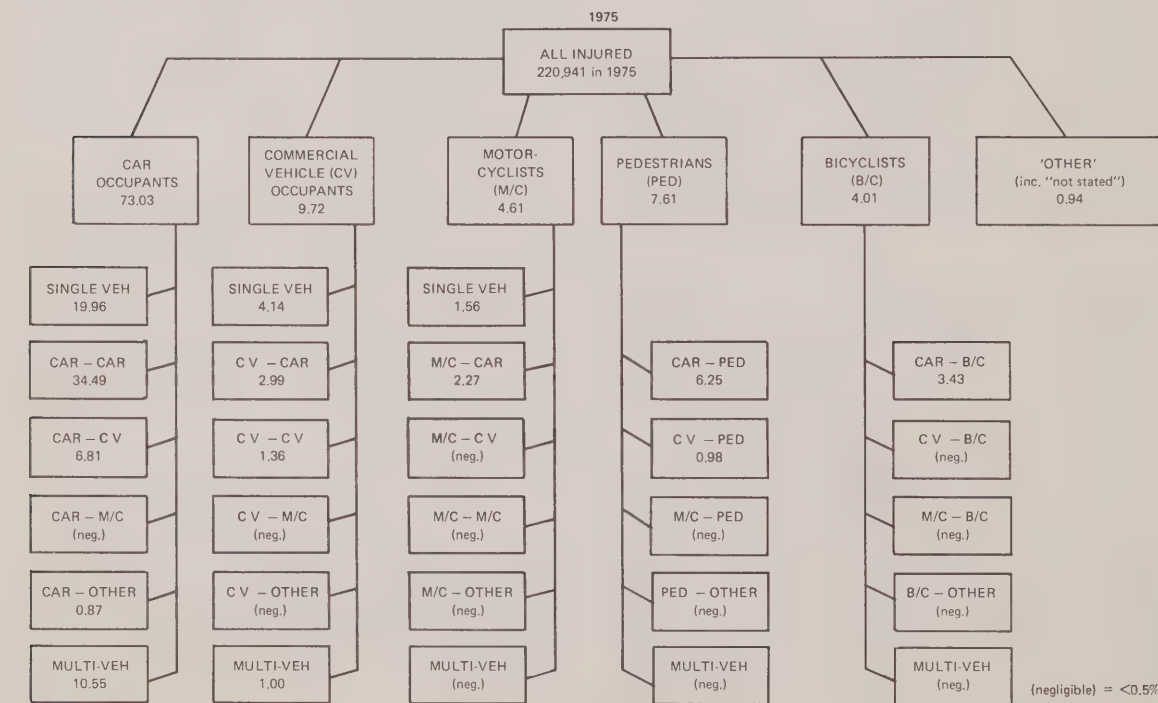 1975
ALL INJURED
220,941 in 1975
CAR
OCCUPANTS
73.03
COMMERCIAL
VEHICLE (CV)
OCCUPANTS
9.72
MOTOR-
CYCLISTS
(M/C)
4.61
PEDESTRIANS
(PED)
7.61
BICYCLISTS
(B/C)
4.01
'OTHER'
(inc. "not stated")
0.94
SINGLE VEH
19.96
CAR – CAR
34.49
CAR – C V
6.81
CAR – M/C
(neg.)
CAR – OTHER
0.87
MULTI-VEH
10.55
SINGLE VEH
4.14
C V – CAR
2.99
C V – C V
1.36
C V – M/C
(neg.)
C V – OTHER
(neg.)
MULTI-VEH
1.00
SINGLE VEH
1.56
M/C – CAR
2.27
M/C – C V
(neg.)
M/C – M/C
(neg.)
M/C – OTHER
(neg.)
MULTI-VEH
(neg.)
CAR – PED
6.25
C V – PED
0.98
M/C – PED
(neg.)
PED – OTHER
(neg.)
MULTI-VEH
(neg.)
CAR – B/C
3.43
C V – B/C
(neg.)
M/C – B/C
(neg.)
B/C – OTHER
(neg.)
MULTI-VEH
(neg.)
(negligible) = <0.5%